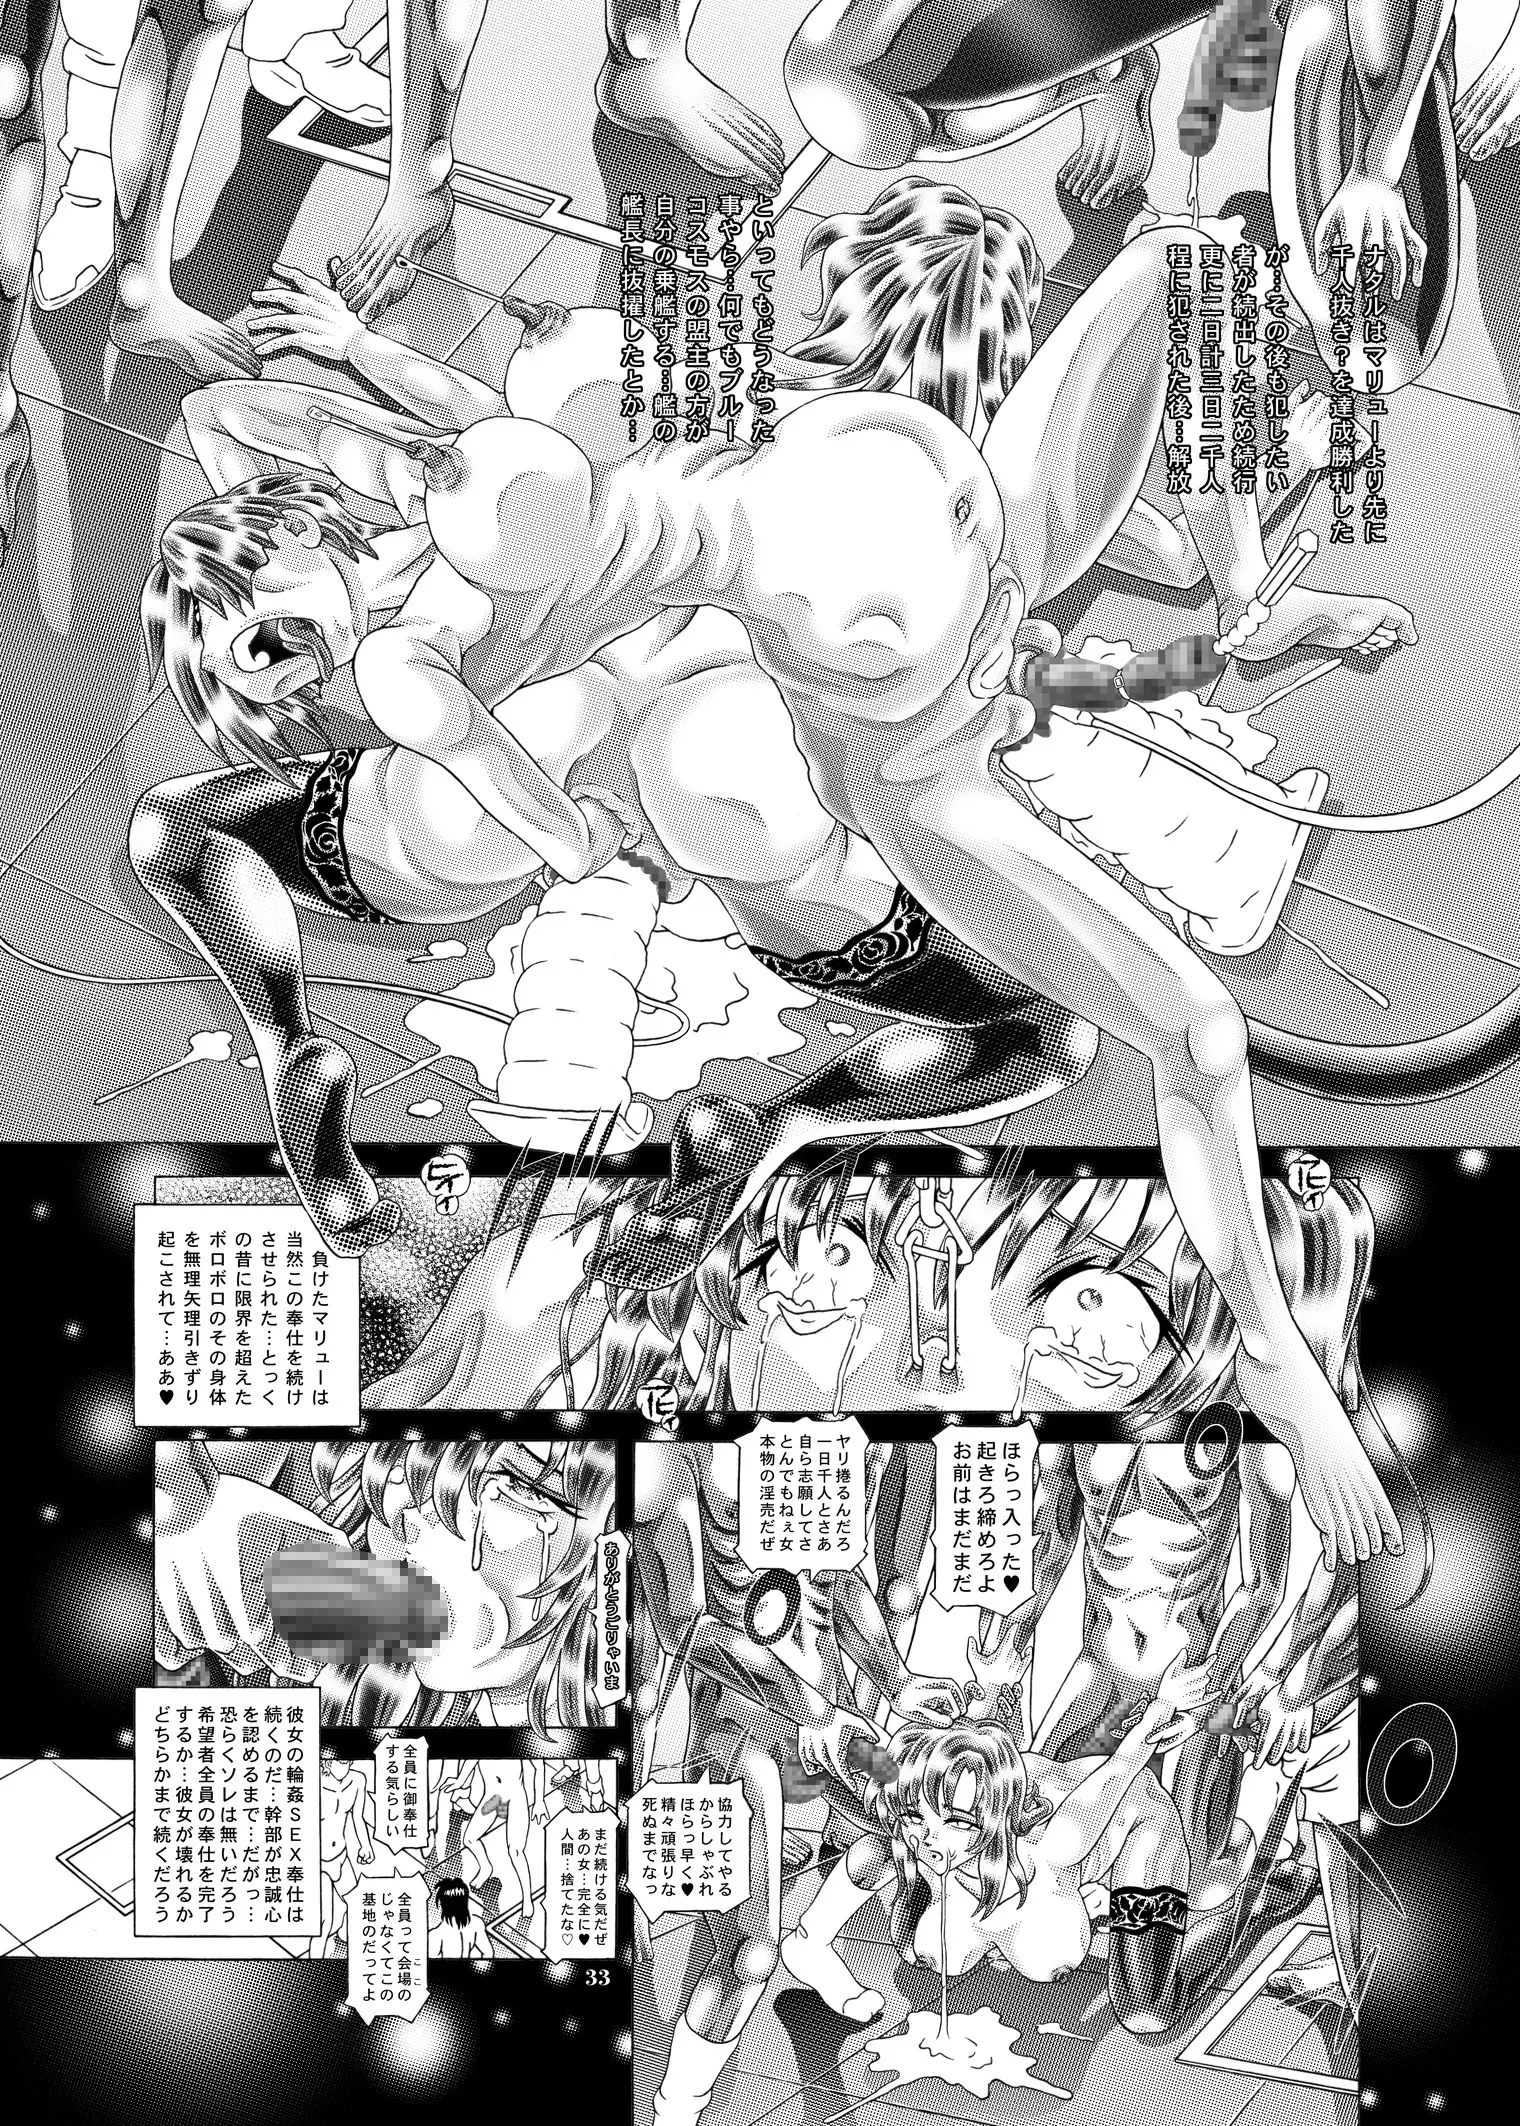 ナタルはマリューより先に
千人抜き？を達成勝利した
が…その後も犯したい
者が続出したため続行
更に二日計三日二千人
程に犯された後…解放
といってもどうなった
事やら…何でもブルー
コスモスの盟主の方が
自分の乗艦する…艦の
艦長に抜擢したとか…
負けたマリューは
当然この奉仕を続け
させられた…とっく
の昔に限界を超えた
ボロボロのその身体
を無理矢理引きずり
起こされて…ああ♥
ほらっ入った♥
起きろ締めろよ
お前はまだまだ
ヤリ捲るんだろ
一日千人とさあ
自ら志願してさ
とんでもねぇ女
本物の淫売だぜ
ありがとうごりゃいま
協力してやる
からしゃぶれ
ほらっ早く♥
精々頑張りな
死ぬまでなっ
まだ続ける気だぜ
あの女…完全に♥
人間…捨てたな♡
全員に御奉仕
する気らしい
全員って会場の
ここ
じゃなくてこの
基地のだってよ
彼女の輪姦ＳＥＸ奉仕は
続くのだ…幹部が忠誠心
を認めるまで…だがっ…
恐らくソレは無いだろう
希望者全員の奉仕を完了
するか…彼女が壊れるか
どちらかまで続くだろう
33